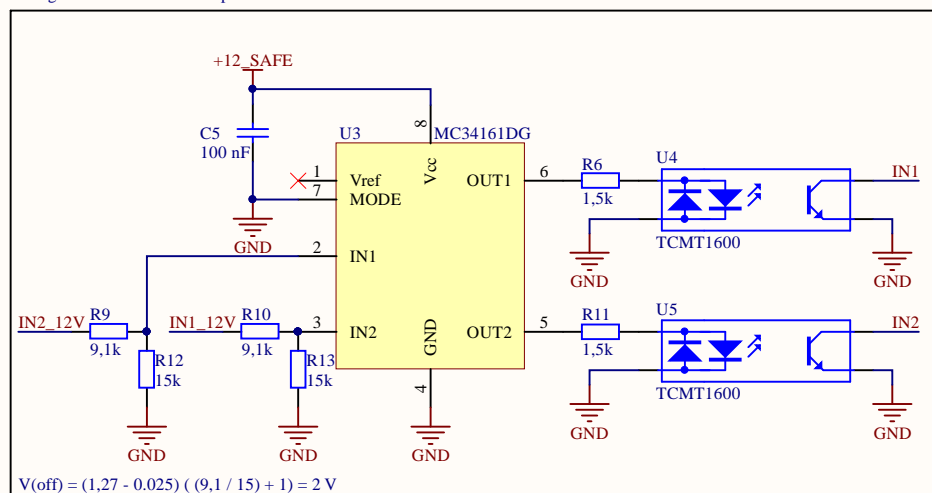 +12_SAFE
C5
100 nF
U3
MC34161DG
8
Vcc
1
Vref
7
MODE
GND
2
IN1
3
IN2
GND
4
GND
OUT1
6
OUT2
5
IN2_12V
R9
9,1k
R12
15k
GND
IN1_12V
R10
9,1k
R13
15k
GND
R6
1,5k
U4
TCMT1600
IN1
GND
GND
R11
1,5k
U5
TCMT1600
IN2
GND
GND
V(off) = (1,27 - 0.025) ( (9,1 / 15) + 1) = 2 V